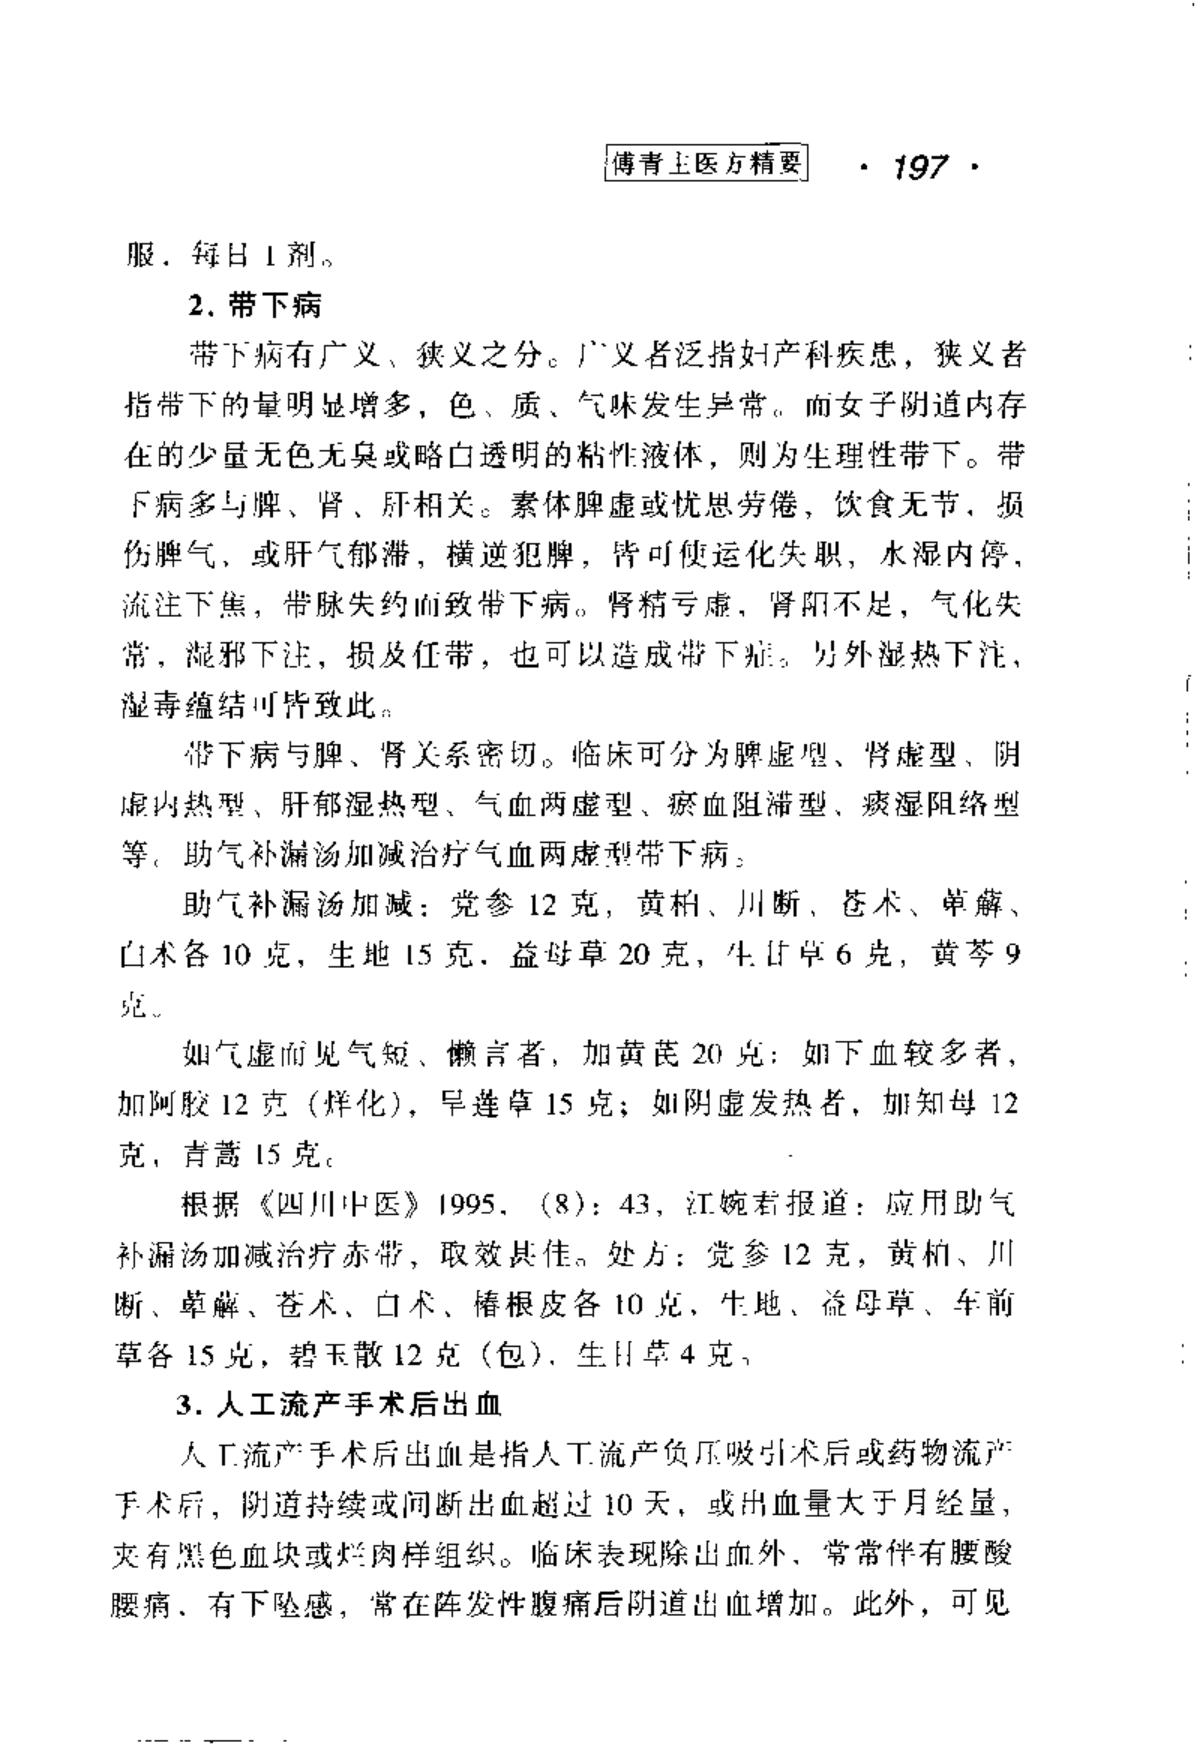 傅青主医方精要 · 197 ·
服，每日 1 剂。
2. 带下病
带下病有广义、狭义之分。广义者泛指妇产科疾患，狭义者
指带下的量明显增多，色、质、气味发生异常。而女子阴道内存
在的少量无色无臭或略白透明的粘性液体，则为生理性带下。带
下病多与脾、肾、肝相关。素体脾虚或忧思劳倦，饮食无节，损
伤脾气，或肝气郁滞，横逆犯脾，皆可使运化失职，水湿内停，
流注下焦，带脉失约而致带下病。肾精亏虚，肾阳不足，气化失
常，湿邪下注，损及任带，也可以造成带下症。另外湿热下注，
湿毒蕴结可皆致此。
带下病与脾、肾关系密切。临床可分为脾虚型、肾虚型、阴
虚内热型、肝郁湿热型、气血两虚型、瘀血阻滞型、痰湿阻络型
等。助气补漏汤加减治疗气血两虚型带下病。
助气补漏汤加减：党参 12 克，黄柏、川断、苍术、萆薢、
白术各 10 克，生地 15 克，益母草 20 克，生甘草 6 克，黄芩 9
克。
如气虚而见气短、懒言者，加黄芪 20 克；如下血较多者，
加阿胶 12 克（烊化），旱莲草 15 克；如阴虚发热者，加知母 12
克，青蒿 15 克。
根据《四川中医》1995，（8）：43，江婉君报道：应用助气
补漏汤加减治疗赤带，取效甚佳。处方：党参 12 克，黄柏、川
断、萆薢、苍术、白术、椿根皮各 10 克，生地、益母草、车前
草各 15 克，碧玉散 12 克（包），生甘草 4 克。
3. 人工流产手术后出血
人工流产手术后出血是指人工流产负压吸引术后或药物流产
手术后，阴道持续或间断出血超过 10 天，或出血量大于月经量，
夹有黑色血块或烂肉样组织。临床表现除出血外，常常伴有腰酸
腰痛、有下坠感，常在阵发性腹痛后阴道出血增加。此外，可见